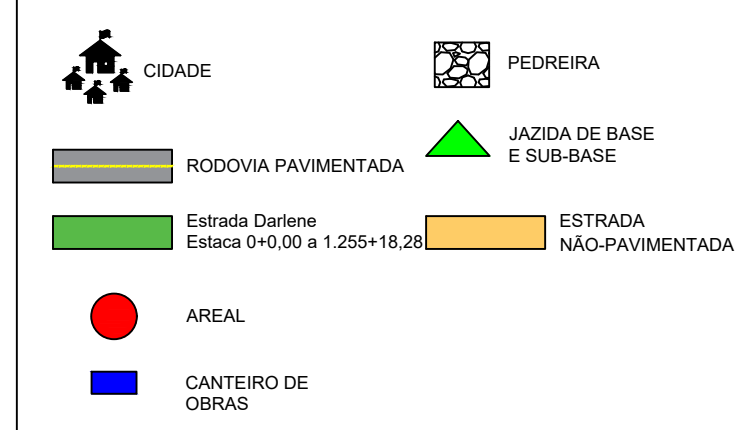 CIDADE
PEDREIRA
RODOVIA PAVIMENTADA
JAZIDA DE BASE
E SUB-BASE
Estrada Darlene
Estaca 0+0,00 a 1.255+18,28
ESTRADA
NÃO-PAVIMENTADA
AREAL
CANTEIRO DE
OBRAS